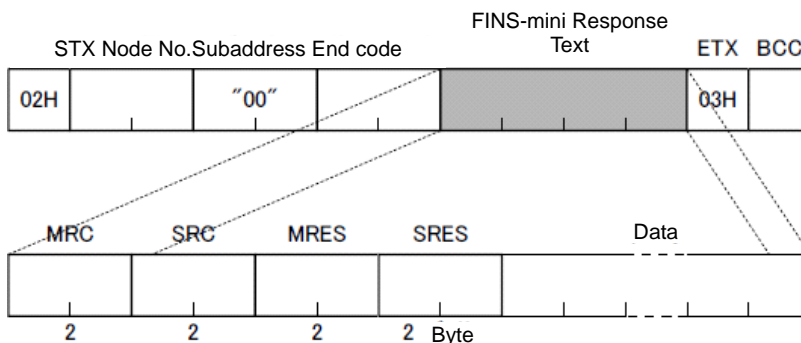 FINS-mini Response
Text
STX Node No.Subaddress End code
ETX BCC
02H "00" 03H
MRC SRC MRES SRES Data
2 2 2 2 Byte